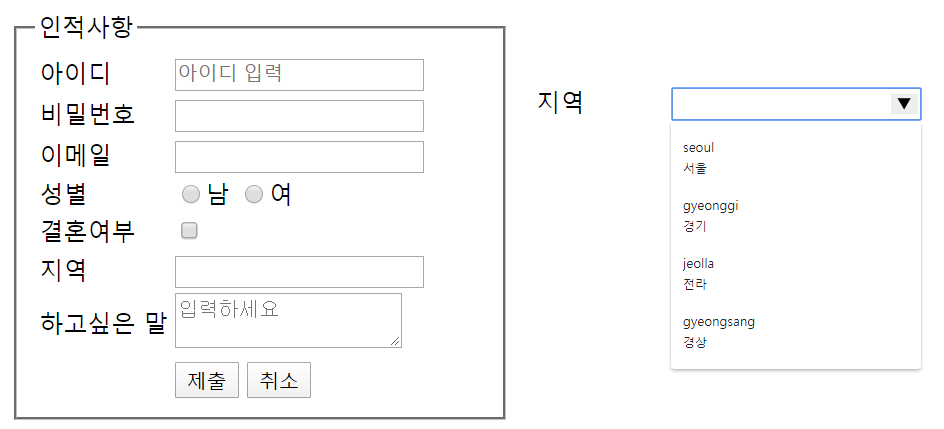 인적사항
아이디 아이디 입력
비밀번호
이메일
성별 남 여
결혼여부
지역
하고싶은 말 입력하세요
제출 취소
지역
seoul
서울
gyeonggi
경기
jeolla
전라
gyeongsang
경상